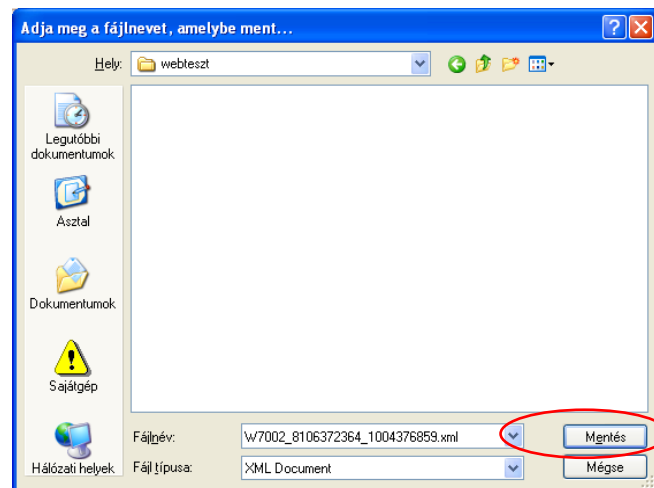 Adja meg a fájlnevet, amelybe ment...
Hely:
webteszt
Legutóbbi
dokumentumok
Asztal
Dokumentumok
Sajátgép
Hálózati helyek
Fájlnév:
W7002_8106372364_1004376859.xml
Mentés
Fájl típusa:
XML Document
Mégse